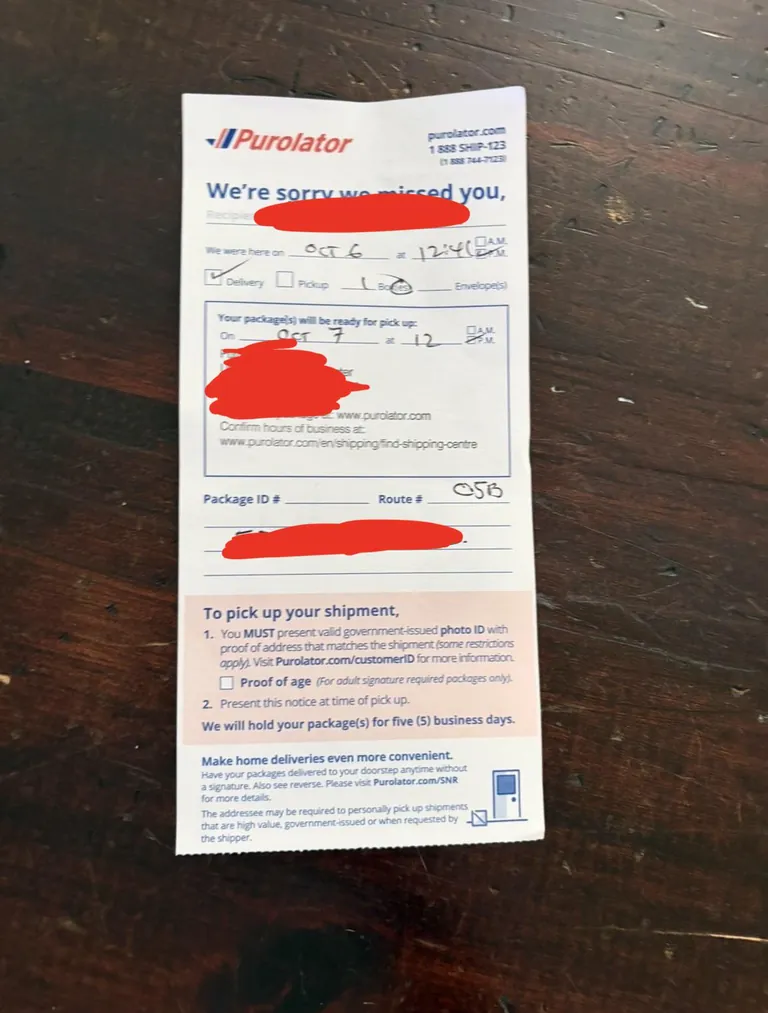 Purolator
purolator.com
1 888 SHIP-123
(1 888 744-7123)
We're sorry we missed you,
We were here on OCT 6 at 12:41 A.M.
P.M.
Delivery Pickup 1 Box(es) Envelope(s)
Your package(s) will be ready for pick up:
On OCT 7 at 12 A.M.
P.M.
www.purolator.com
Confirm hours of business at:
www.purolator.com/en/shipping/find-shipping-centre
Package ID # Route # 05B
To pick up your shipment,
1. You MUST present valid government-issued photo ID with
proof of address that matches the shipment (some restrictions
apply). Visit Purolator.com/customerID for more information.
Proof of age (For adult signature required packages only).
2. Present this notice at time of pick up.
We will hold your package(s) for five (5) business days.
Make home deliveries even more convenient.
Have your packages delivered to your doorstep anytime without
a signature. Also see reverse. Please visit Purolator.com/SNR
for more details.
The addressee may be required to personally pick up shipments
that are high value, government-issued or when requested by
the shipper.